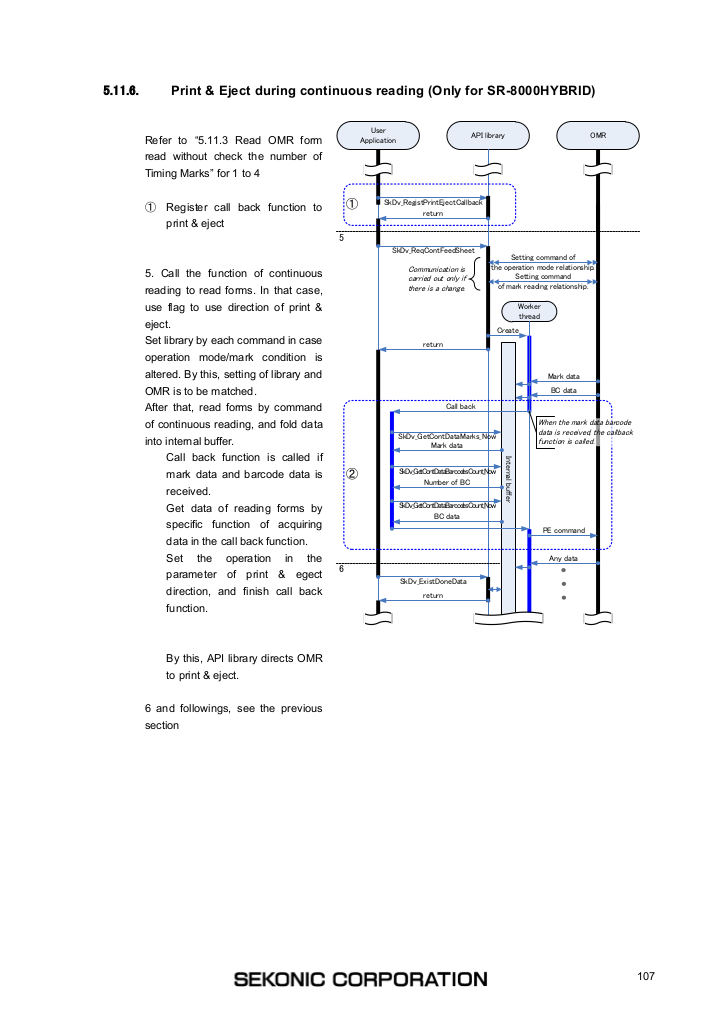 5.11.6. Print & Eject during continuous reading (Only for SR-8000HYBRID)
Refer to "5.11.3 Read OMR form
read without check the number of
Timing Marks" for 1 to 4
① Register call back function to
print & eject
5. Call the function of continuous
reading to read forms. In that case,
use flag to use direction of print &
eject.
Set library by each command in case
operation mode/mark condition is
altered. By this, setting of library and
OMR is to be matched.
After that, read forms by command
of continuous reading, and fold data
into internal buffer.
Call back function is called if
mark data and barcode data is
received.
Get data of reading forms by
specific function of acquiring
data in the call back function.
Set the operation in the
parameter of print & egect
direction, and finish call back
function.
By this, API library directs OMR
to print & eject.
6 and followings, see the previous
section
User
Application
API library
OMR
①
SkDv_RegistPrintEjectCallback
return
5
SkDv_ReqContFeedSheet
Communication is
carried out only if
there is a change
Setting command of
the operation mode relationship.
Setting command
of mark reading relationship.
Worker
thread
Create
return
Mark data
BC data
Call back
When the mark data barcode
data is received, the callback
function is called.
SkDv_GetContDataMarks_Now
Mark data
②
SkDv_GetContDataBarcodesCount_Now
Number of BC
SkDv_GetContDataBarcodesCount_Now
BC data
Internal buffer
PE command
Any data
6
SkDv_ExistDoneData
return
SEKONIC CORPORATION
107